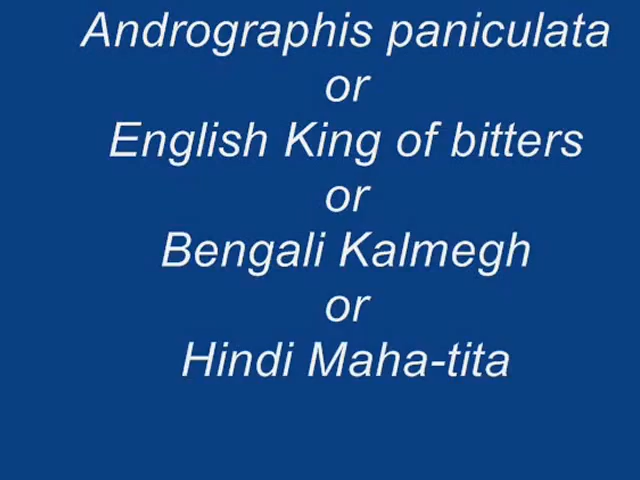 Andrographis paniculata
or
English King of bitters
or
Bengali Kalmegh
or
Hindi Maha-tita